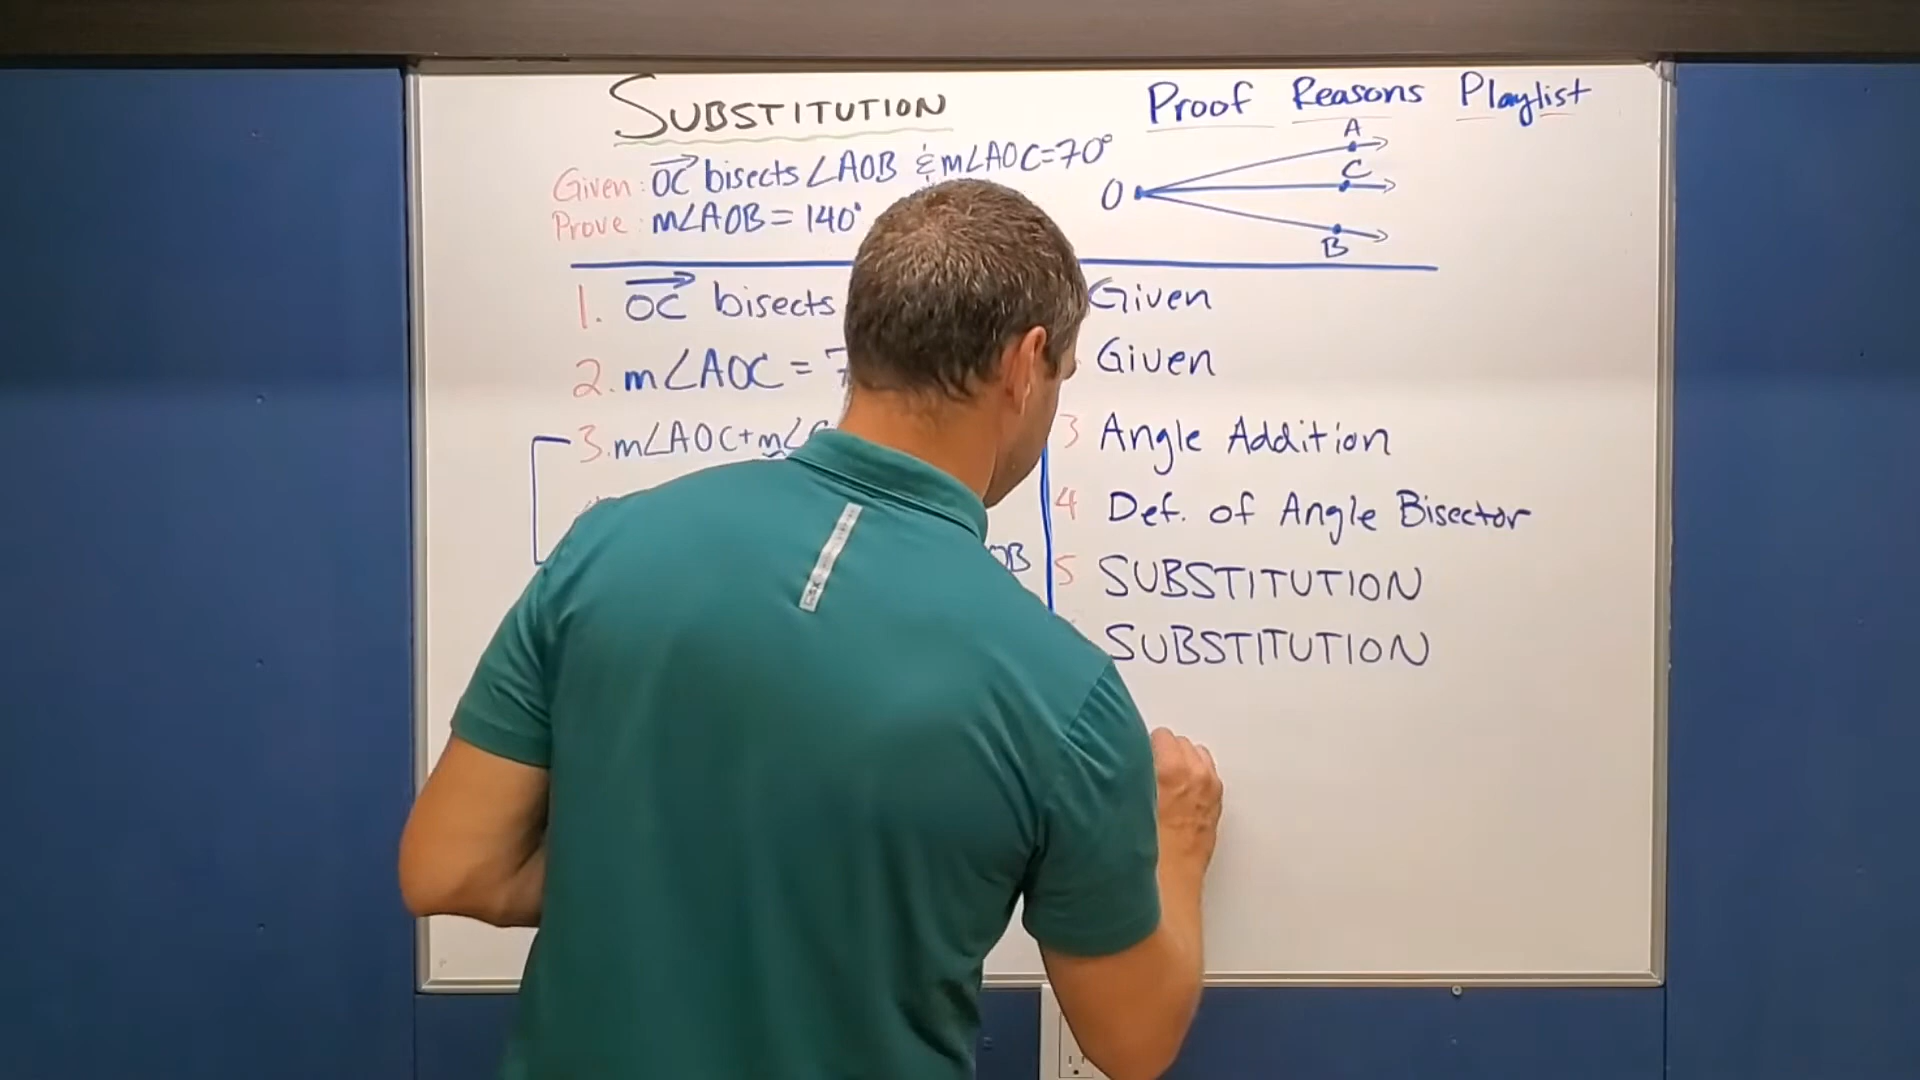 SUBSTITUTION
Proof Reasons Playlist
Given: OC bisects ∠AOB & m∠AOC=70°
Prove: m∠AOB = 140°
A
C
O
B
1. OC bisects
Given
2. m∠AOC =
Given
3. m∠AOC+m∠
3 Angle Addition
4 Def. of Angle Bisector
OB
5 SUBSTITUTION
SUBSTITUTION